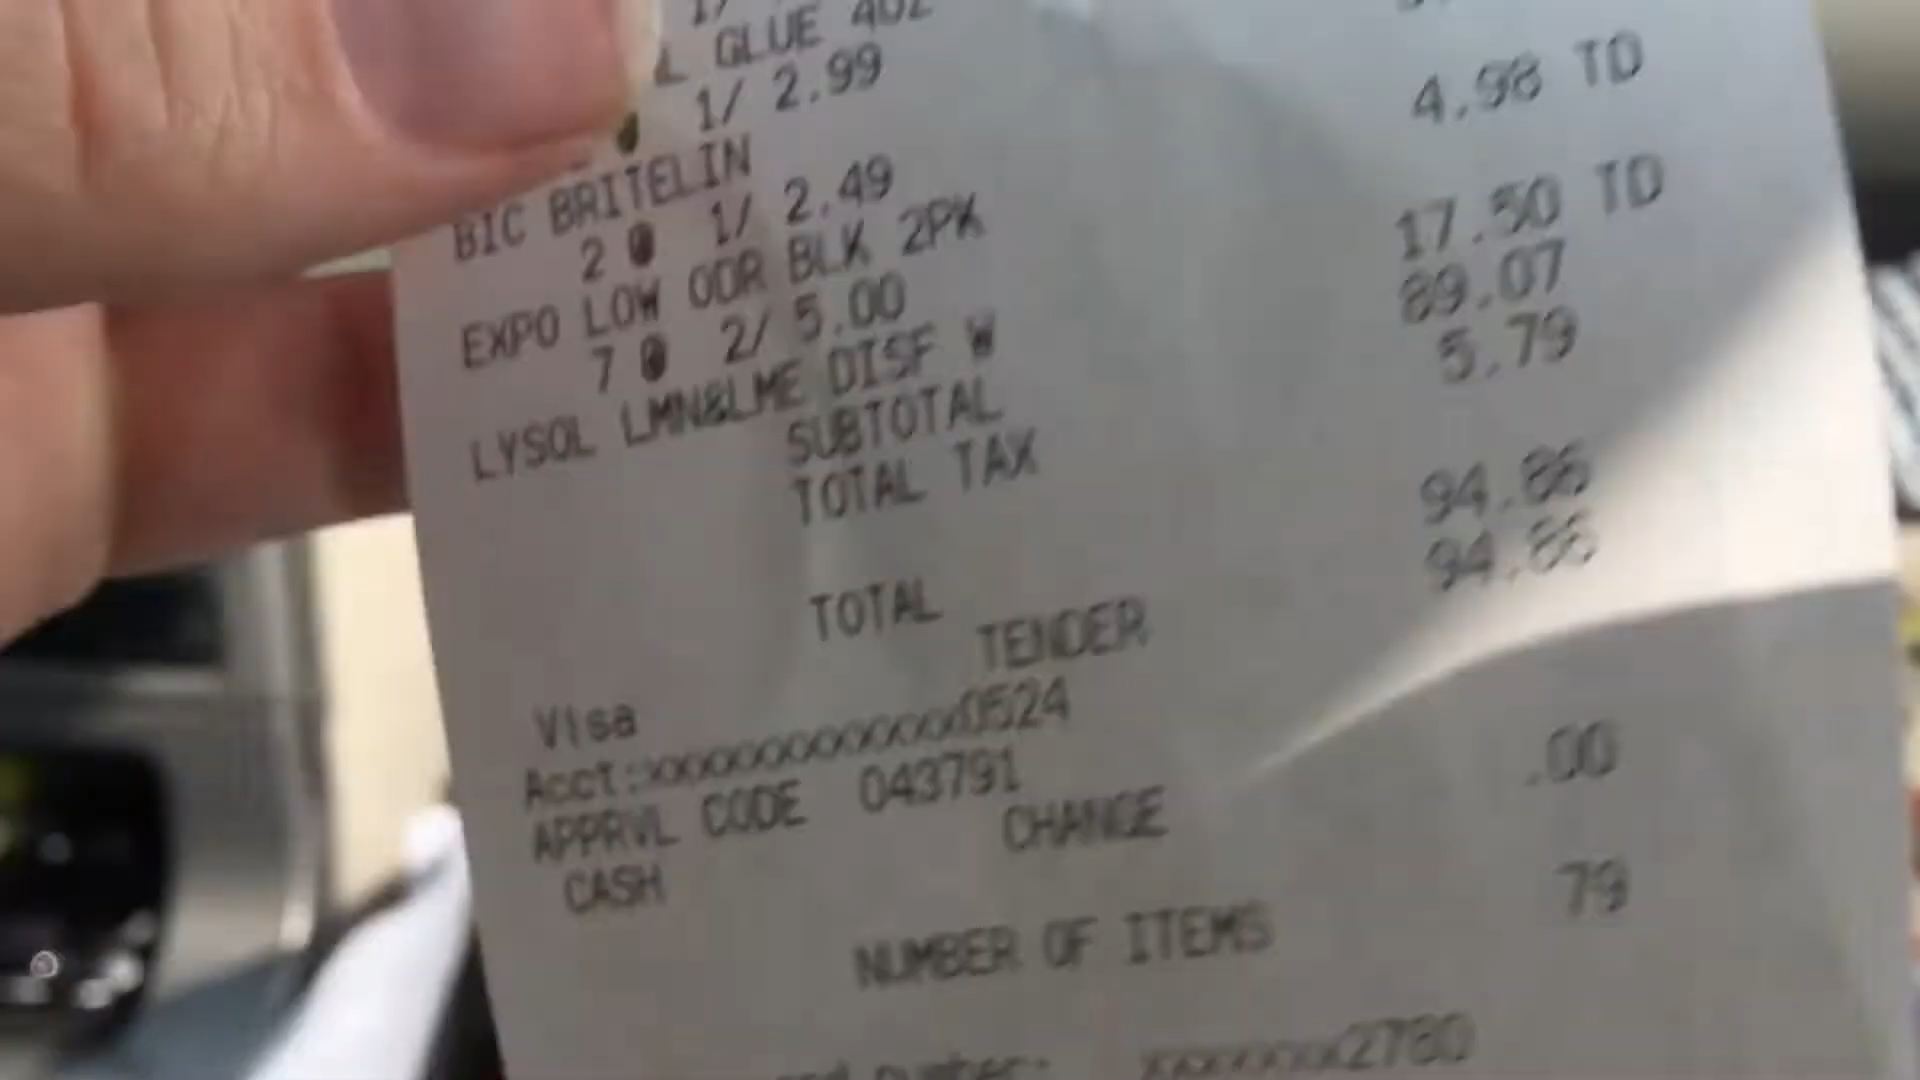 GLUE 4OZ
1/ 2.99
BIC BRITELIN
2 @ 1/ 2.49 4.98 TD
EXPO LOW ODR BLK 2PK
7 @ 2/ 5.00 17.50 TD
LYSOL LMN&LME DISF W
SUBTOTAL 89.07
TOTAL TAX 5.79
TOTAL 94.86
TENDER 94.86
Visa
Acct:xxxxxxxxxxxx0524
APPRVL CODE 043791
CHANGE .00
CASH
NUMBER OF ITEMS 79
number: xxxxxxx2780